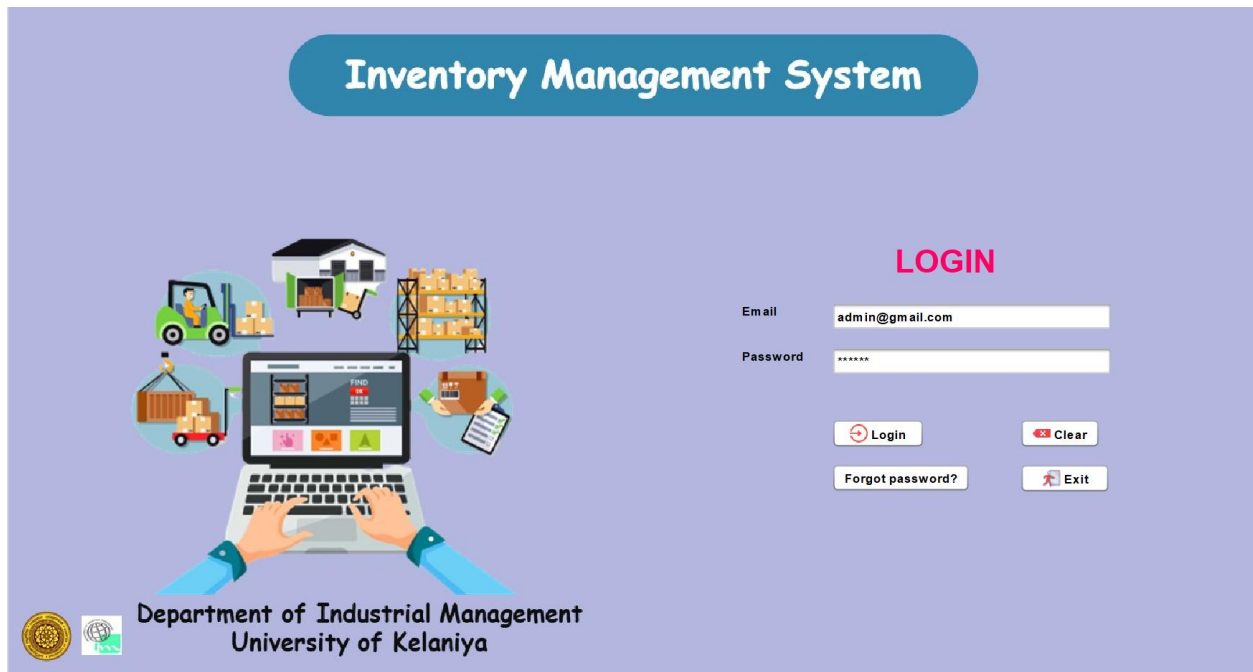 Inventory Management System
LOGIN
Email
admin@gmail.com
Password
******
Login
Clear
Forgot password?
Exit
FIND
Department of Industrial Management
University of Kelaniya